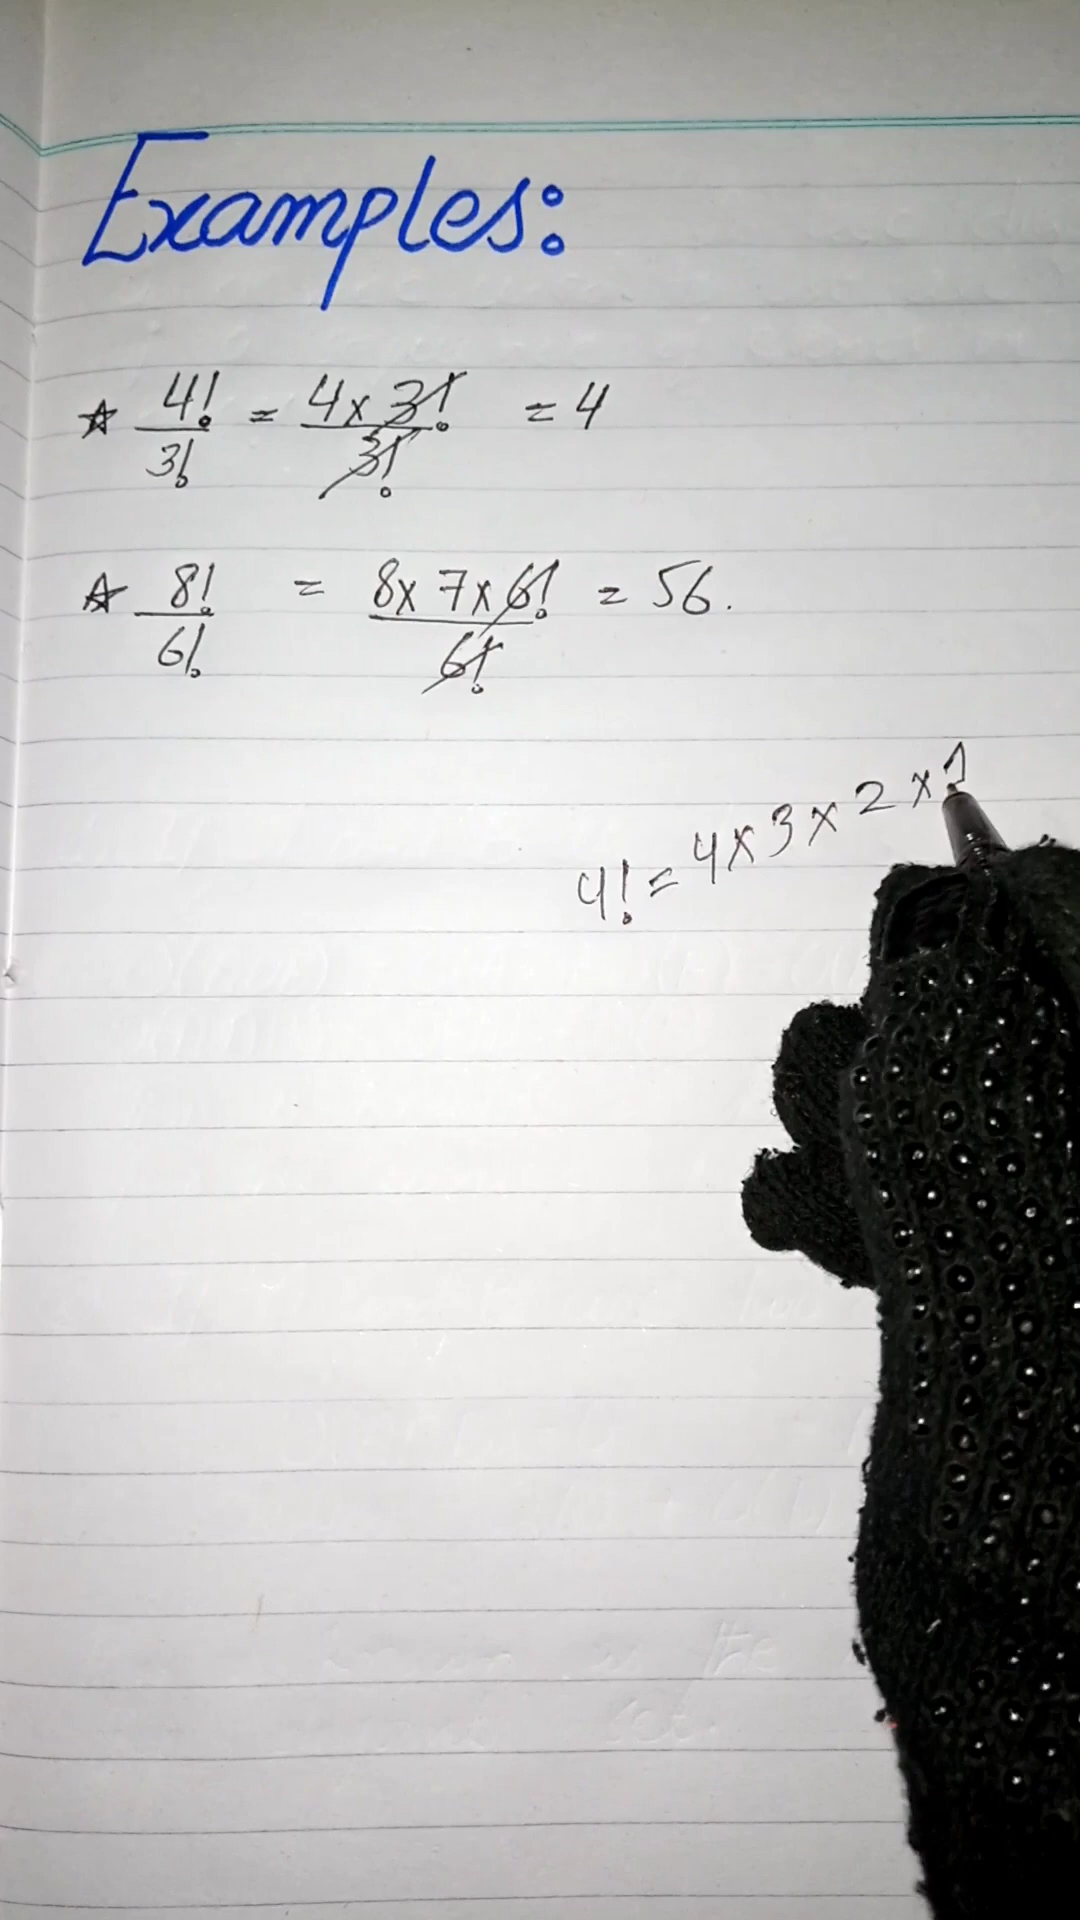 Examples:
☆ 4!/3! = 4 x 3!/3! = 4
☆ 8!/6! = 8 x 7 x 6!/6! = 56.
4! = 4 x 3 x 2 x 1